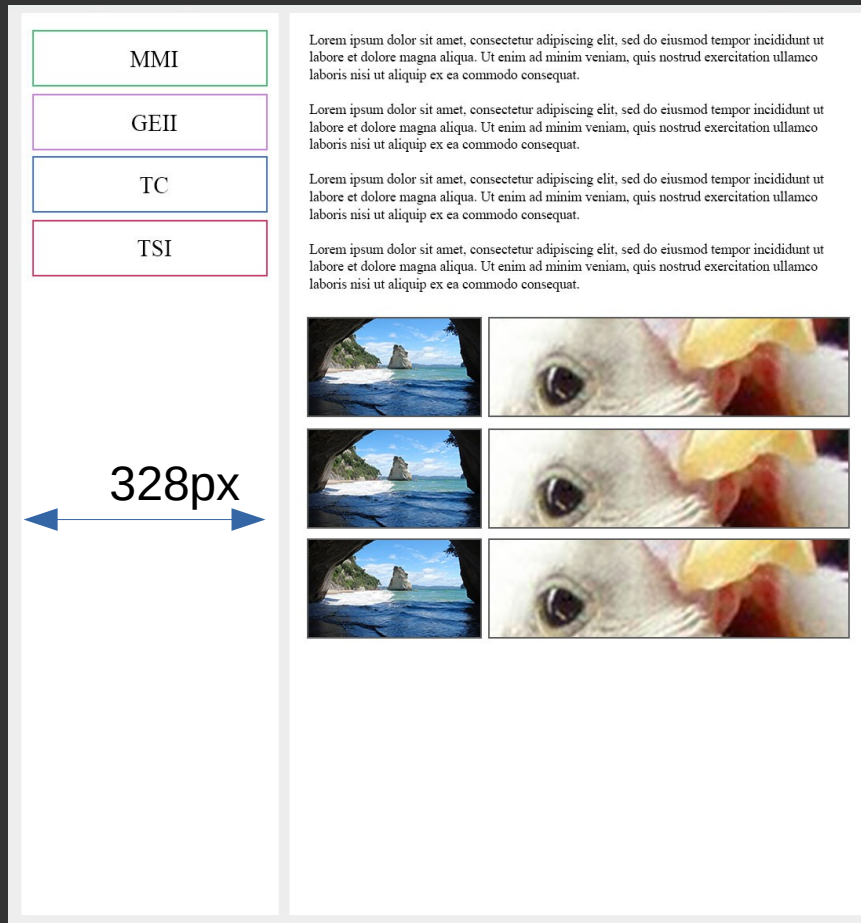 MMI
GEII
TC
TSI
328px
Lorem ipsum dolor sit amet, consectetur adipiscing elit, sed do eiusmod tempor incididunt ut
labore et dolore magna aliqua. Ut enim ad minim veniam, quis nostrud exercitation ullamco
laboris nisi ut aliquip ex ea commodo consequat.
Lorem ipsum dolor sit amet, consectetur adipiscing elit, sed do eiusmod tempor incididunt ut
labore et dolore magna aliqua. Ut enim ad minim veniam, quis nostrud exercitation ullamco
laboris nisi ut aliquip ex ea commodo consequat.
Lorem ipsum dolor sit amet, consectetur adipiscing elit, sed do eiusmod tempor incididunt ut
labore et dolore magna aliqua. Ut enim ad minim veniam, quis nostrud exercitation ullamco
laboris nisi ut aliquip ex ea commodo consequat.
Lorem ipsum dolor sit amet, consectetur adipiscing elit, sed do eiusmod tempor incididunt ut
labore et dolore magna aliqua. Ut enim ad minim veniam, quis nostrud exercitation ullamco
laboris nisi ut aliquip ex ea commodo consequat.